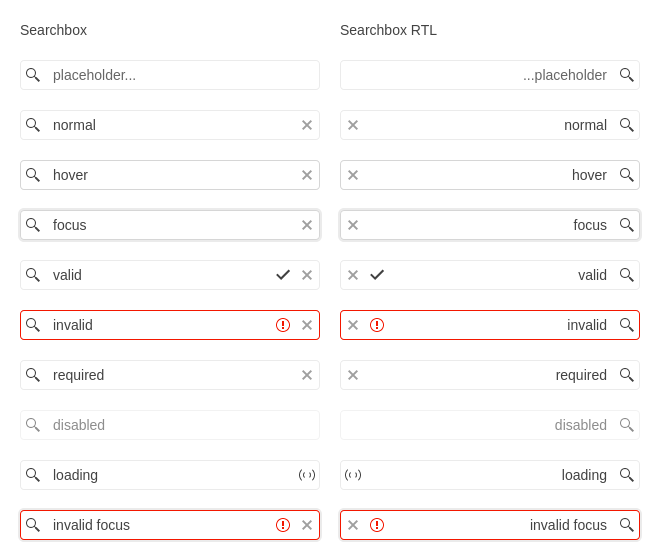 Searchbox
Searchbox RTL
placeholder...
...placeholder
normal
normal
hover
hover
focus
focus
valid
valid
invalid
invalid
required
required
disabled
disabled
loading
loading
invalid focus
invalid focus